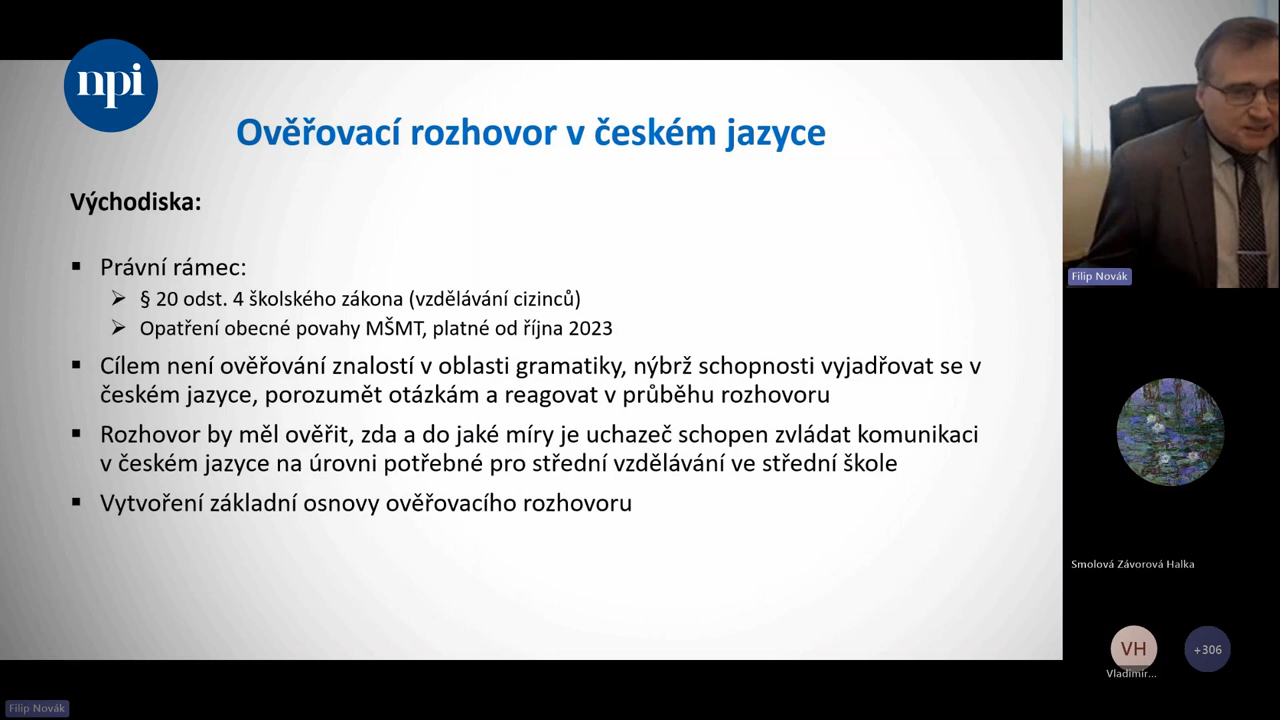 npi
Ověřovací rozhovor v českém jazyce
Východiska:
Právní rámec:
§ 20 odst. 4 školského zákona (vzdělávání cizinců)
Opatření obecné povahy MŠMT, platné od října 2023
Cílem není ověřování znalostí v oblasti gramatiky, nýbrž schopnosti vyjadřovat se v
českém jazyce, porozumět otázkám a reagovat v průběhu rozhovoru
Rozhovor by měl ověřit, zda a do jaké míry je uchazeč schopen zvládat komunikaci
v českém jazyce na úrovni potřebné pro střední vzdělávání ve střední škole
Vytvoření základní osnovy ověřovacího rozhovoru
Filip Novák
Smolová Závorová Halka
VH
Vladimír...
+306
Filip Novák